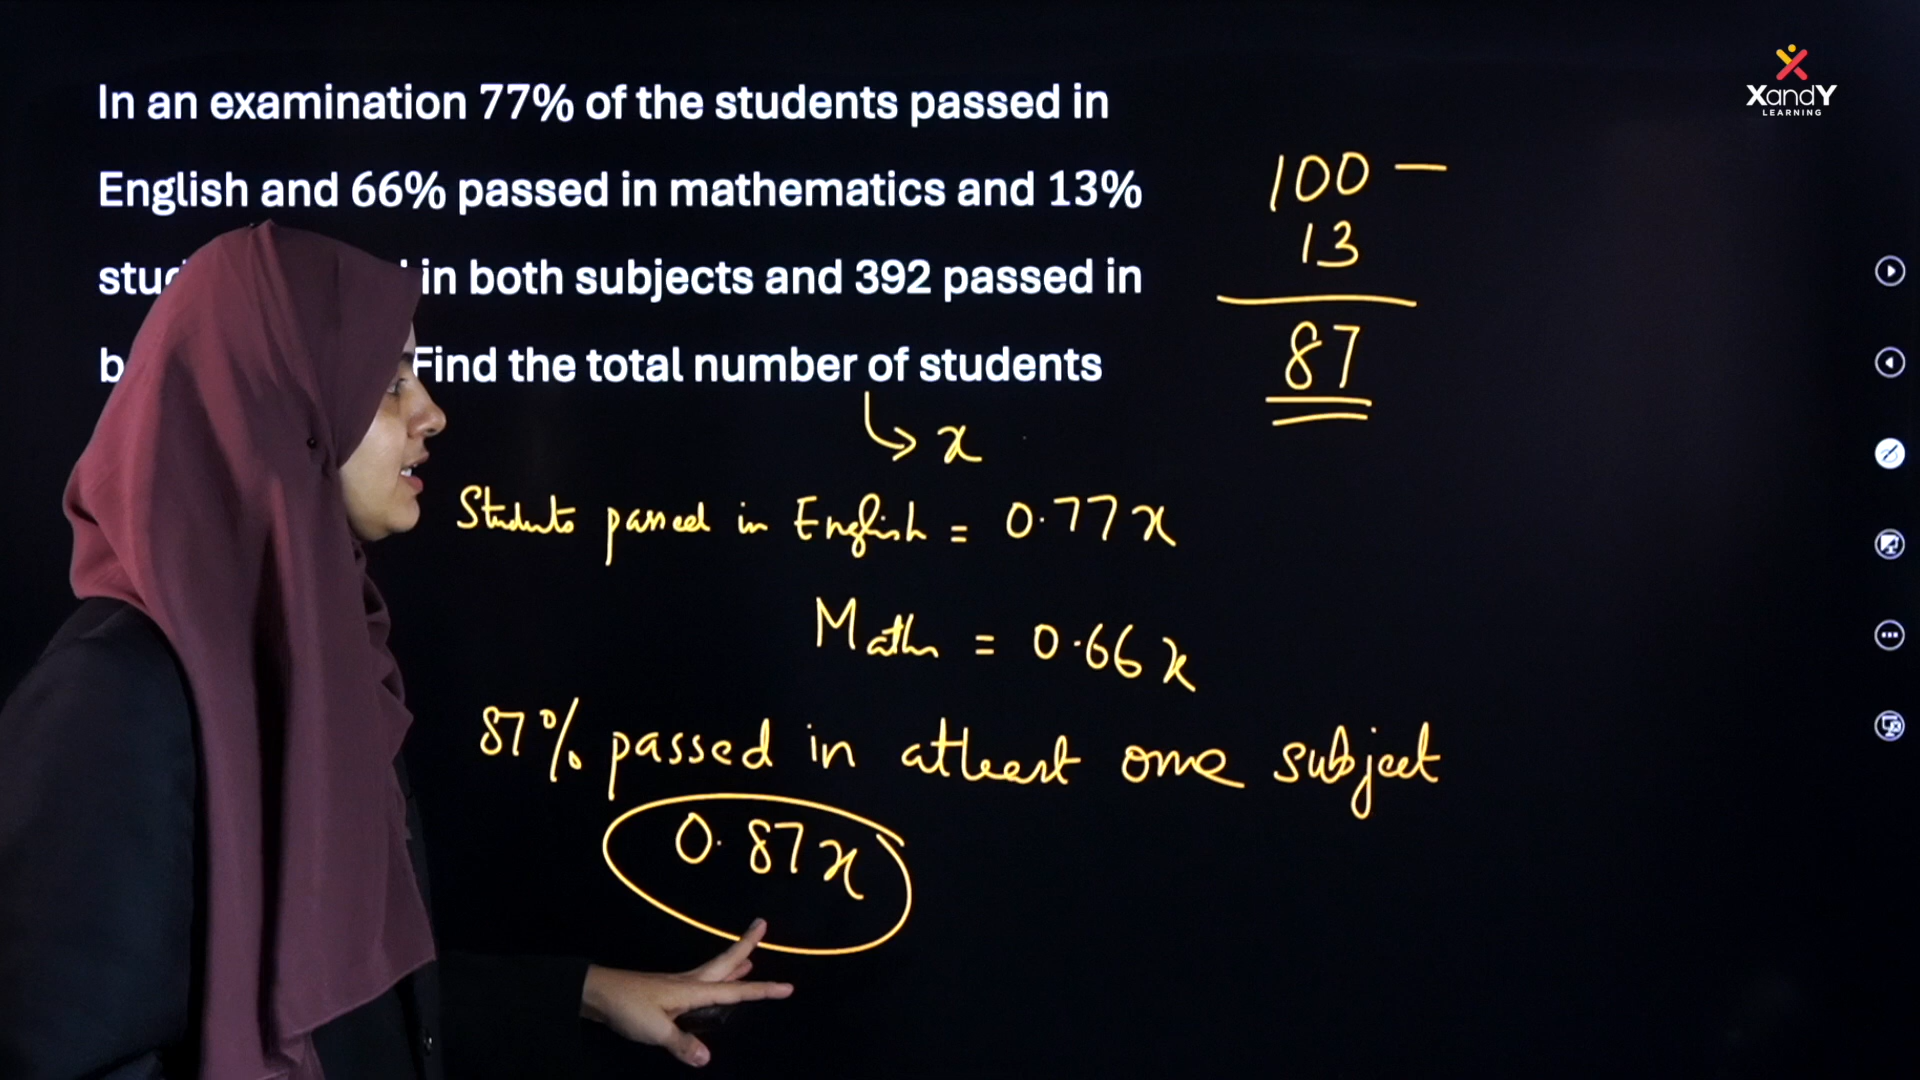 In an examination 77% of the students passed in
English and 66% passed in mathematics and 13%
in both subjects and 392 passed in
Find the total number of students
XandY
LEARNING
100 —
13
87
x
Students passed in English = 0.77x
Maths = 0.66x
87% passed in atleast one subject
0.87x